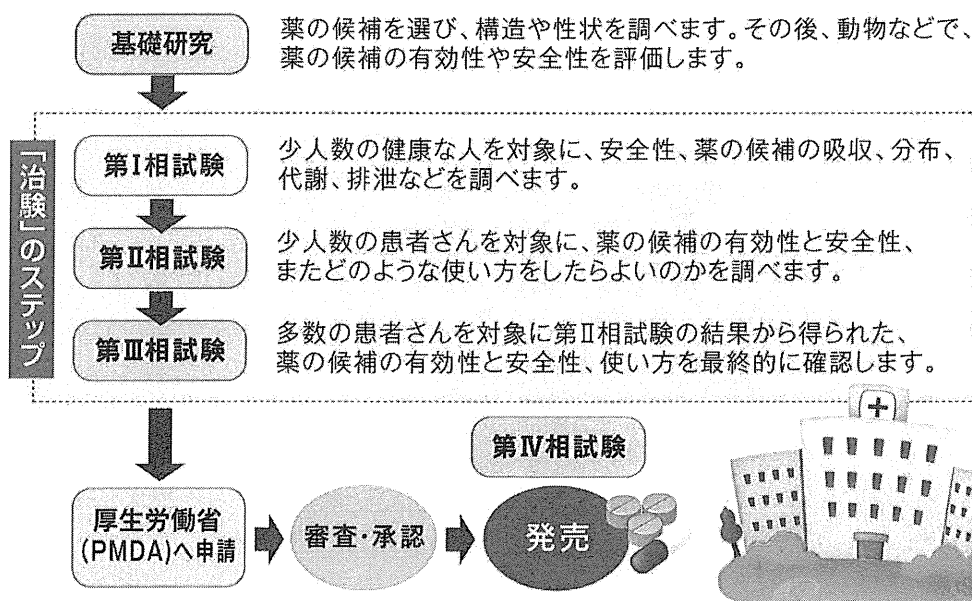 基礎研究
薬の候補を選び、構造や性状を調べます。その後、動物などで、
薬の候補の有効性や安全性を評価します。
「治験」のステップ
第Ⅰ相試験
少人数の健康な人を対象に、安全性、薬の候補の吸収、分布、
代謝、排泄などを調べます。
第Ⅱ相試験
少人数の患者さんを対象に、薬の候補の有効性と安全性、
またどのような使い方をしたらよいのかを調べます。
第Ⅲ相試験
多数の患者さんを対象に第Ⅱ相試験の結果から得られた、
薬の候補の有効性と安全性、使い方を最終的に確認します。
厚生労働省
(PMDA)へ申請
審査・承認
第Ⅳ相試験
発売